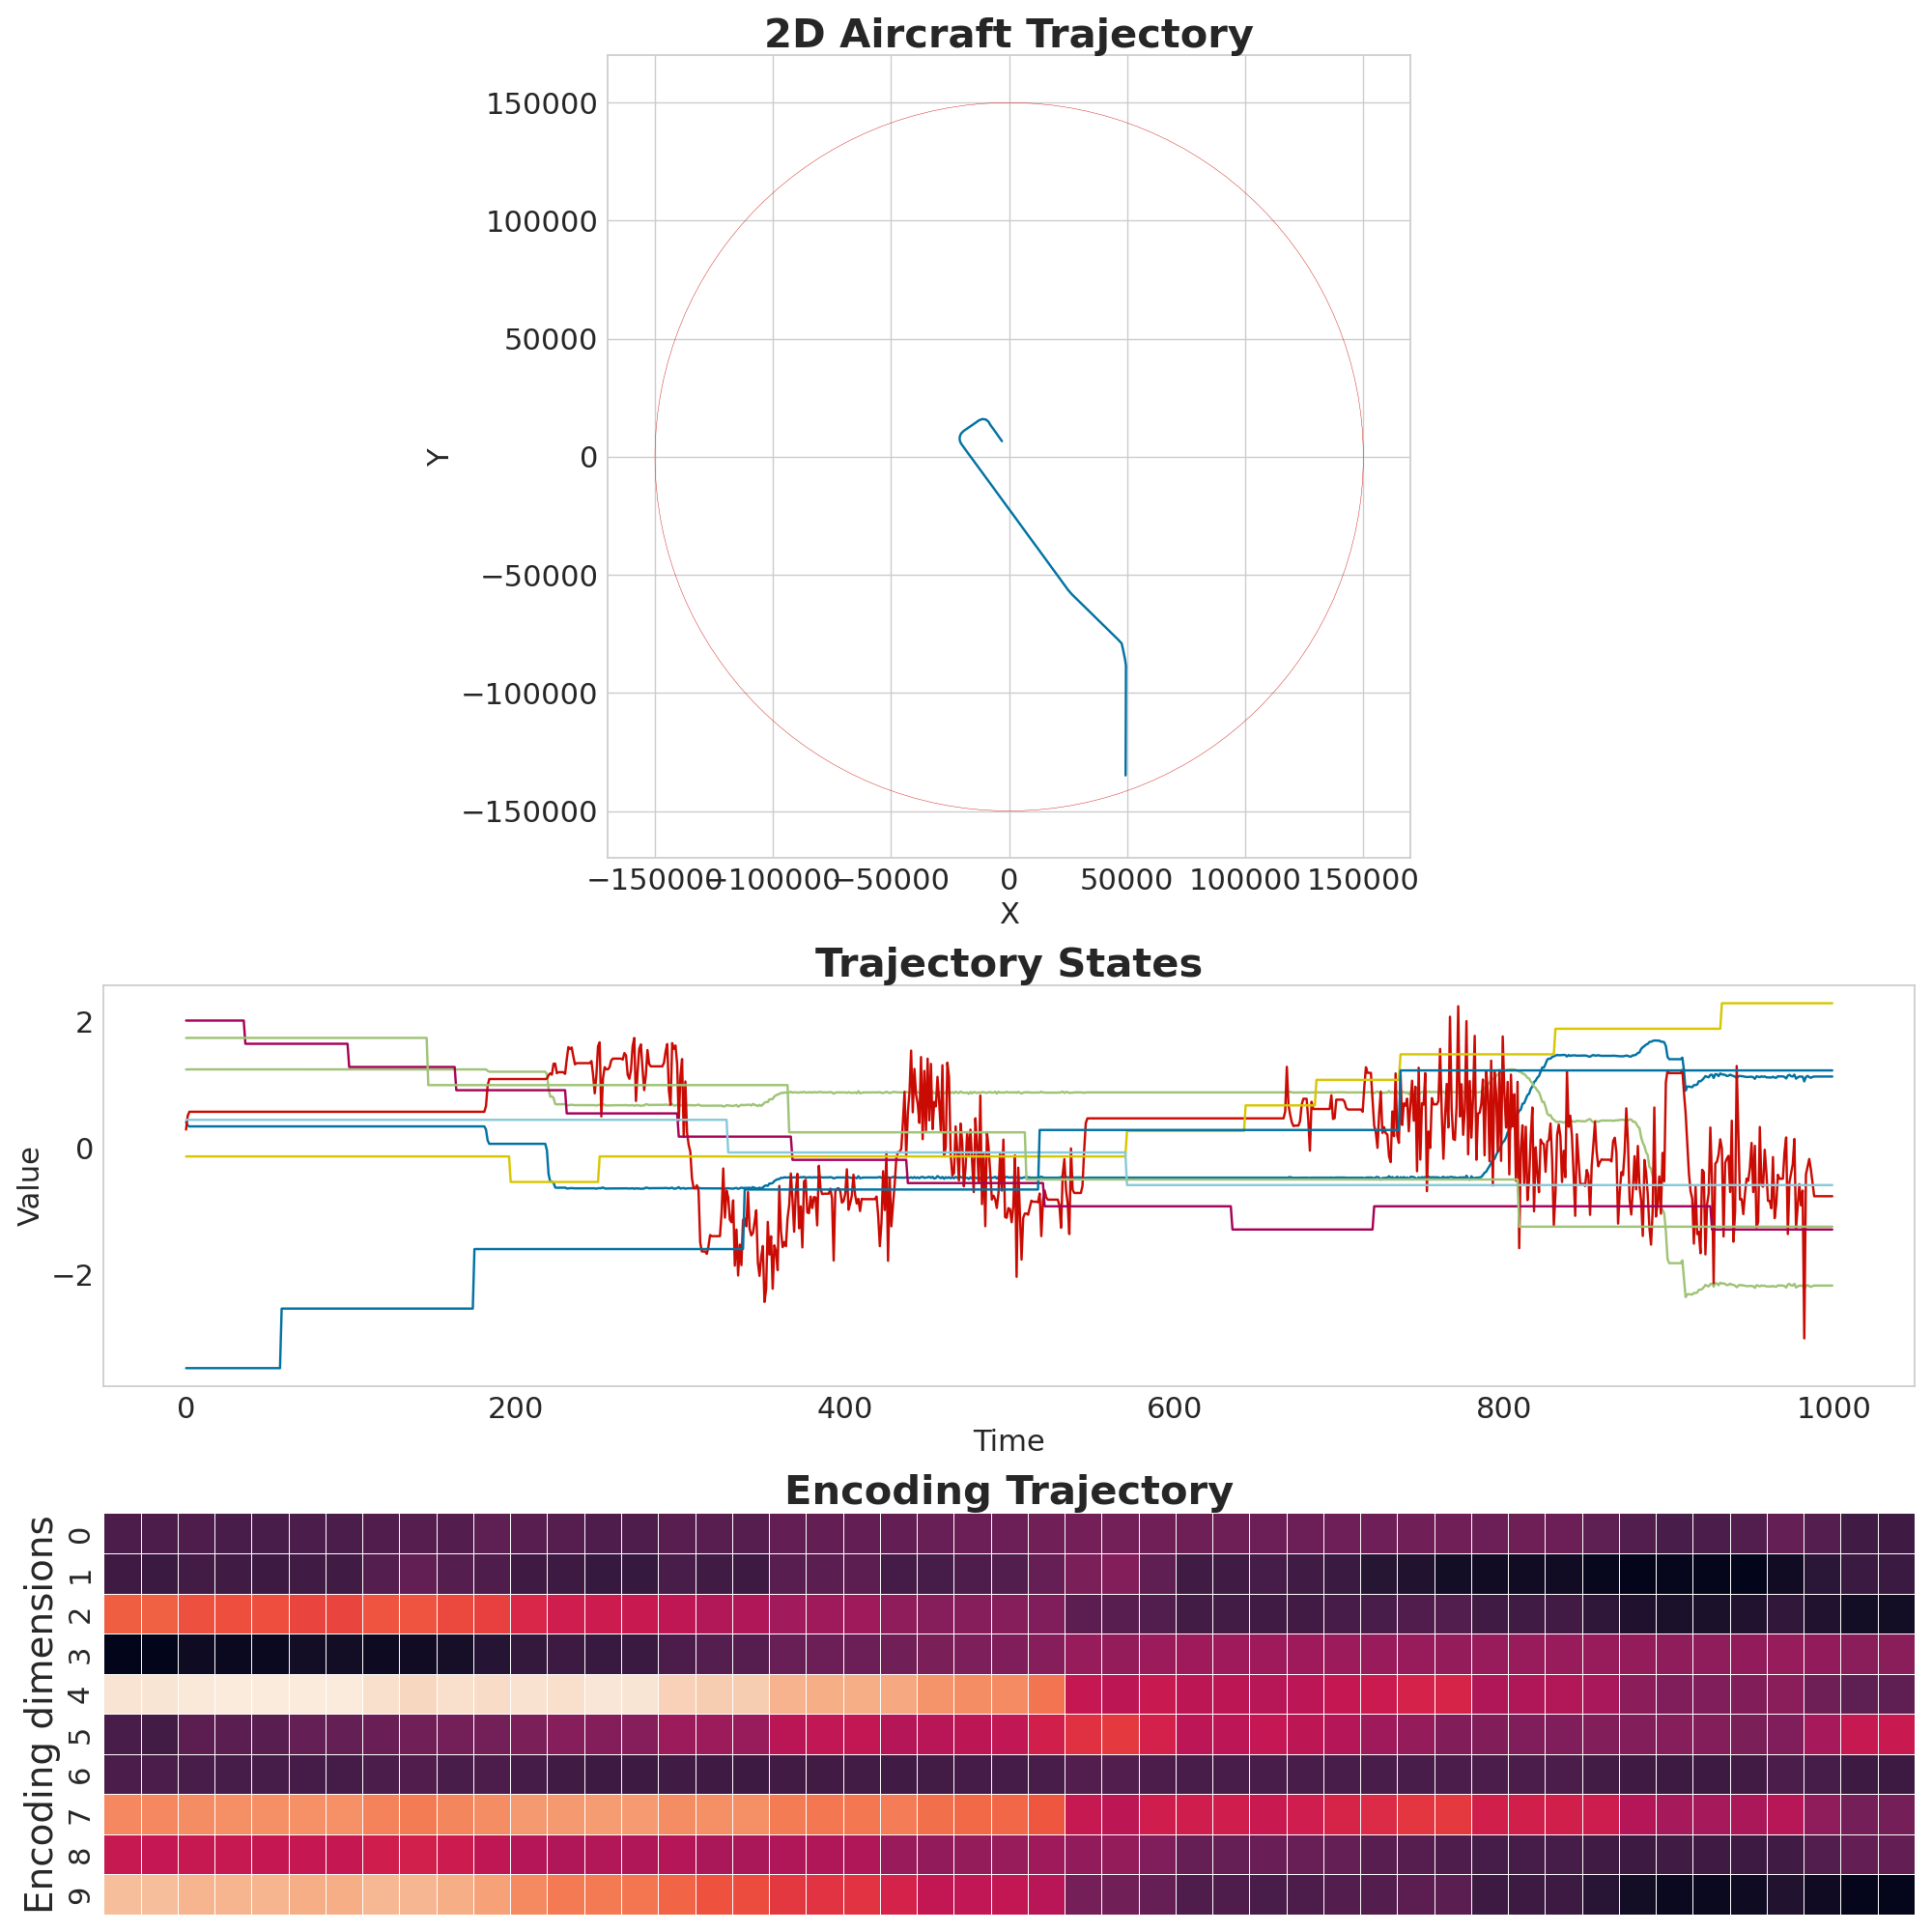 2D Aircraft Trajectory
150000
100000
50000
0
−50000
−100000
−150000
Y
−150000 −100000 −50000 0 50000 100000 150000
X
Trajectory States
2
0
−2
Value
0 200 400 600 800 1000
Time
Encoding Trajectory
Encoding dimensions
0
1
2
3
4
5
6
7
8
9